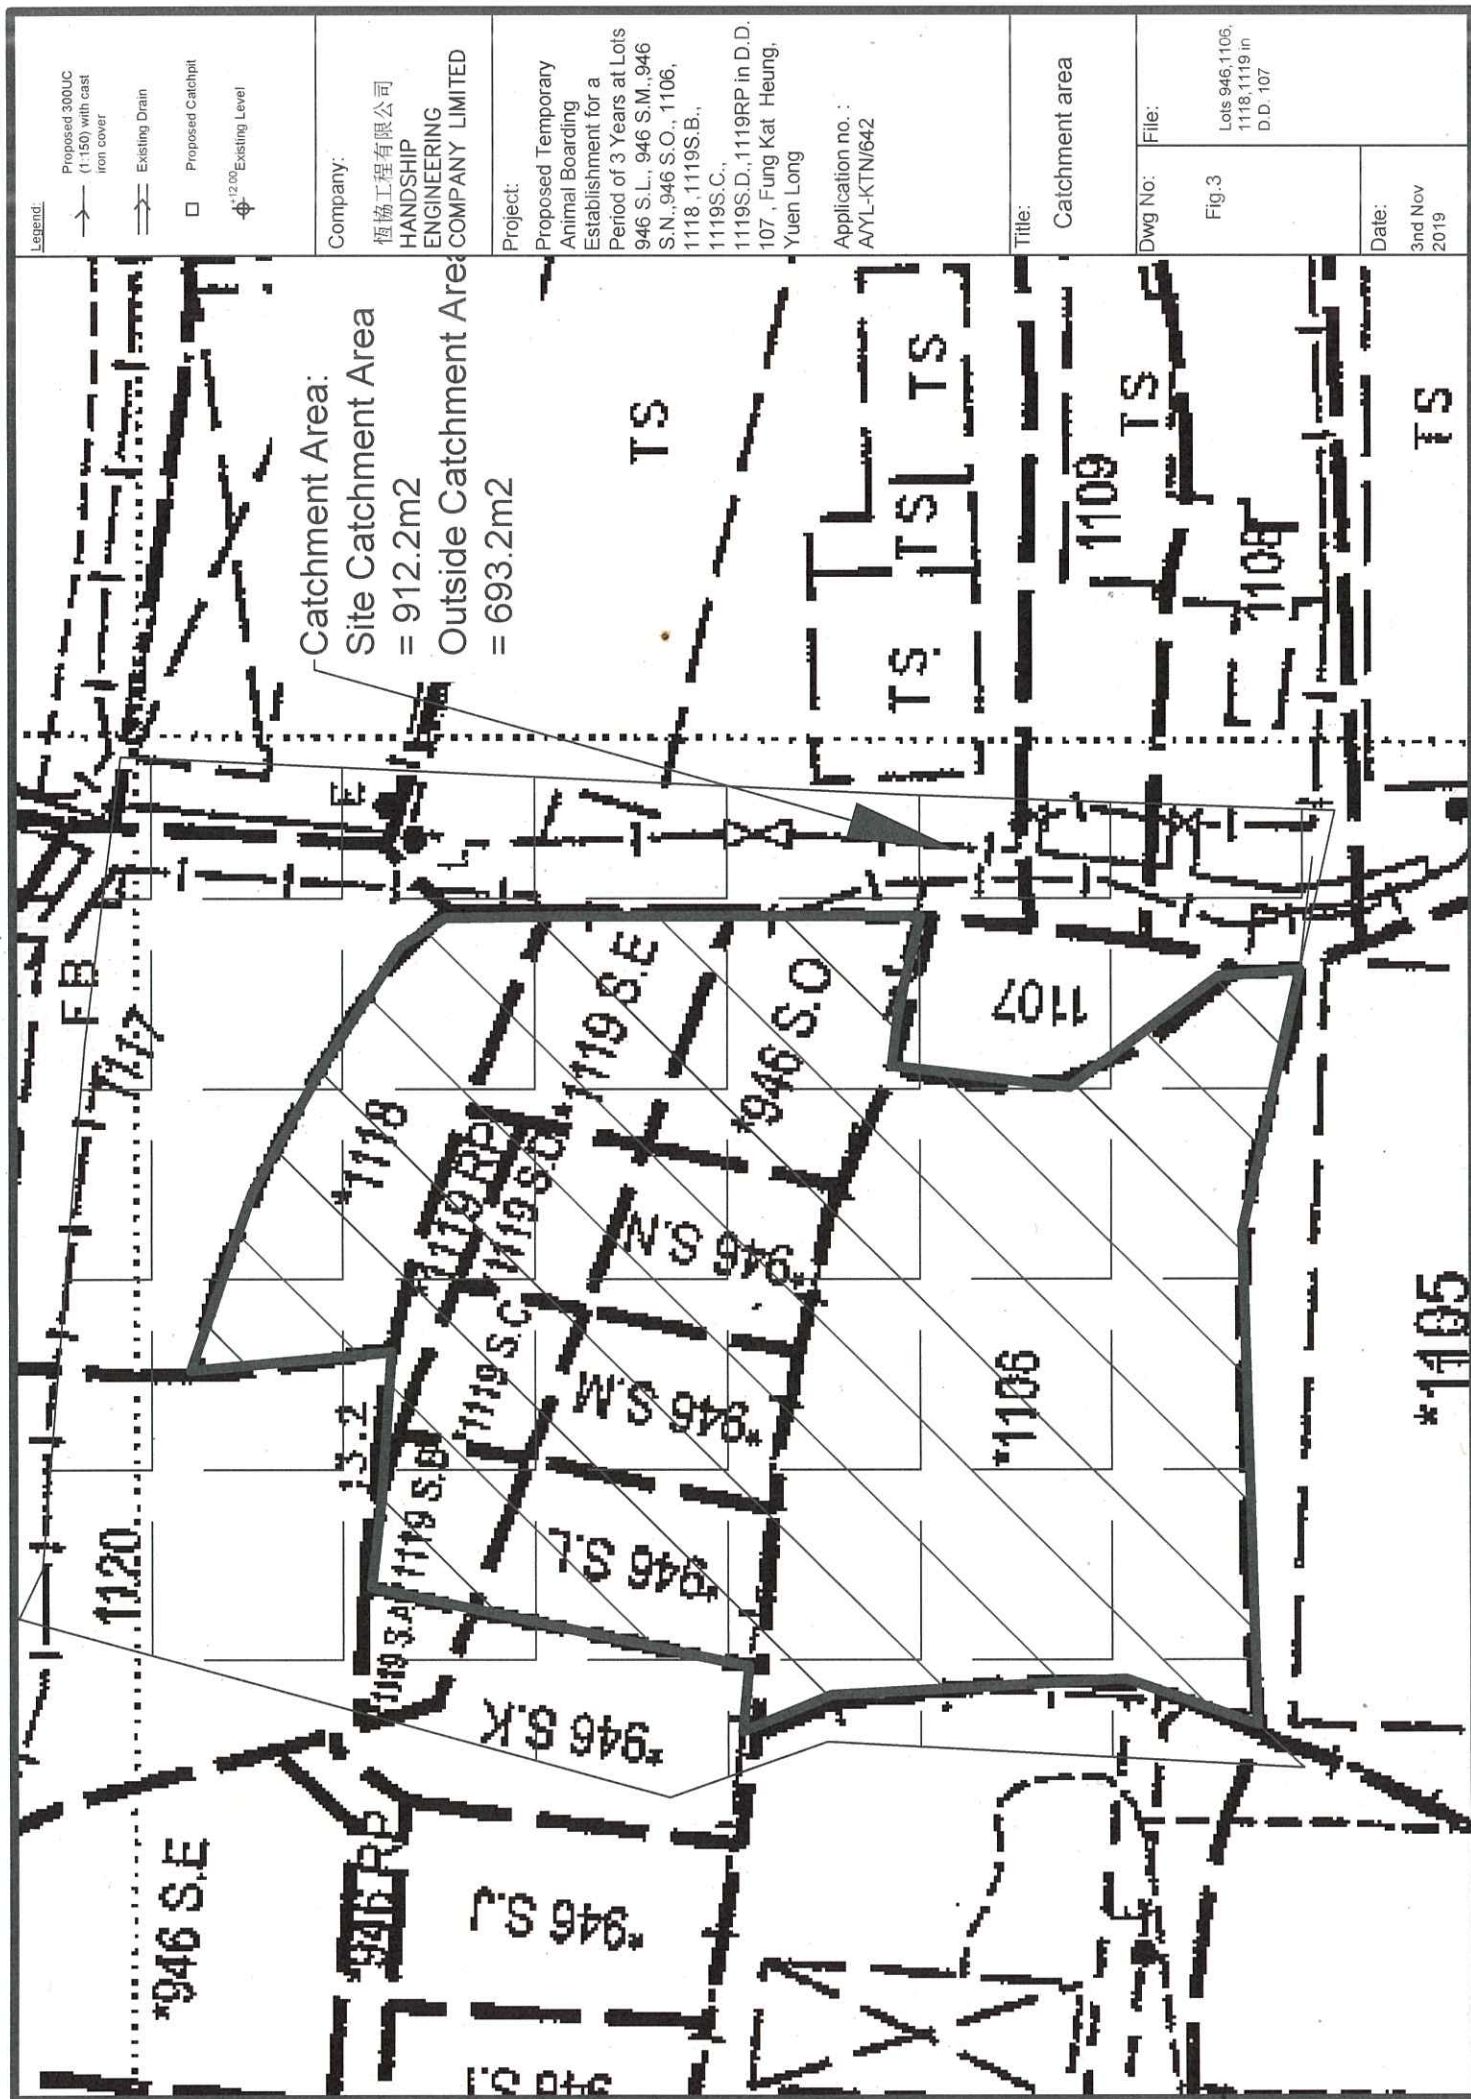 Legend:
Proposed 300UC
(1:150) with cast
iron cover
Existing Drain
Proposed Catchpit
+12.00 Existing Level
Company:
恆協工程有限公司
HANDSHIP
ENGINEERING
COMPANY LIMITED
Project:
Proposed Temporary
Animal Boarding
Establishment for a
Period of 3 Years at Lots
946 S.L., 946 S.M.,946
S.N.,946 S.O., 1106,
1118 ,1119S.B.,
1119S.C.,
1119S.D.,1119RP in D.D.
107 , Fung Kat Heung,
Yuen Long
Application no. :
A/YL-KTN/642
Title:
Catchment area
Dwg No:
Fig.3
File:
Lots 946,1106,
1118,1119 in
D.D. 107
Date:
3nd Nov
2019
Catchment Area:
Site Catchment Area
= 912.2m2
Outside Catchment Area
= 693.2m2
F B
1117
1120
13.2
*1118
*1119 RP
*1119 S.D
*1119 S.E
*1119 S.C
*1119 S.B
1119 S.A
*946 S.O
*946 S.N
*946 S.M
*946 S.L
*946 S.K
*946 S.J
946 RP
*946 S.E
*1106
1107
1109
1108
*1105
E
T
TS
TS
TS
TS
TS
TS